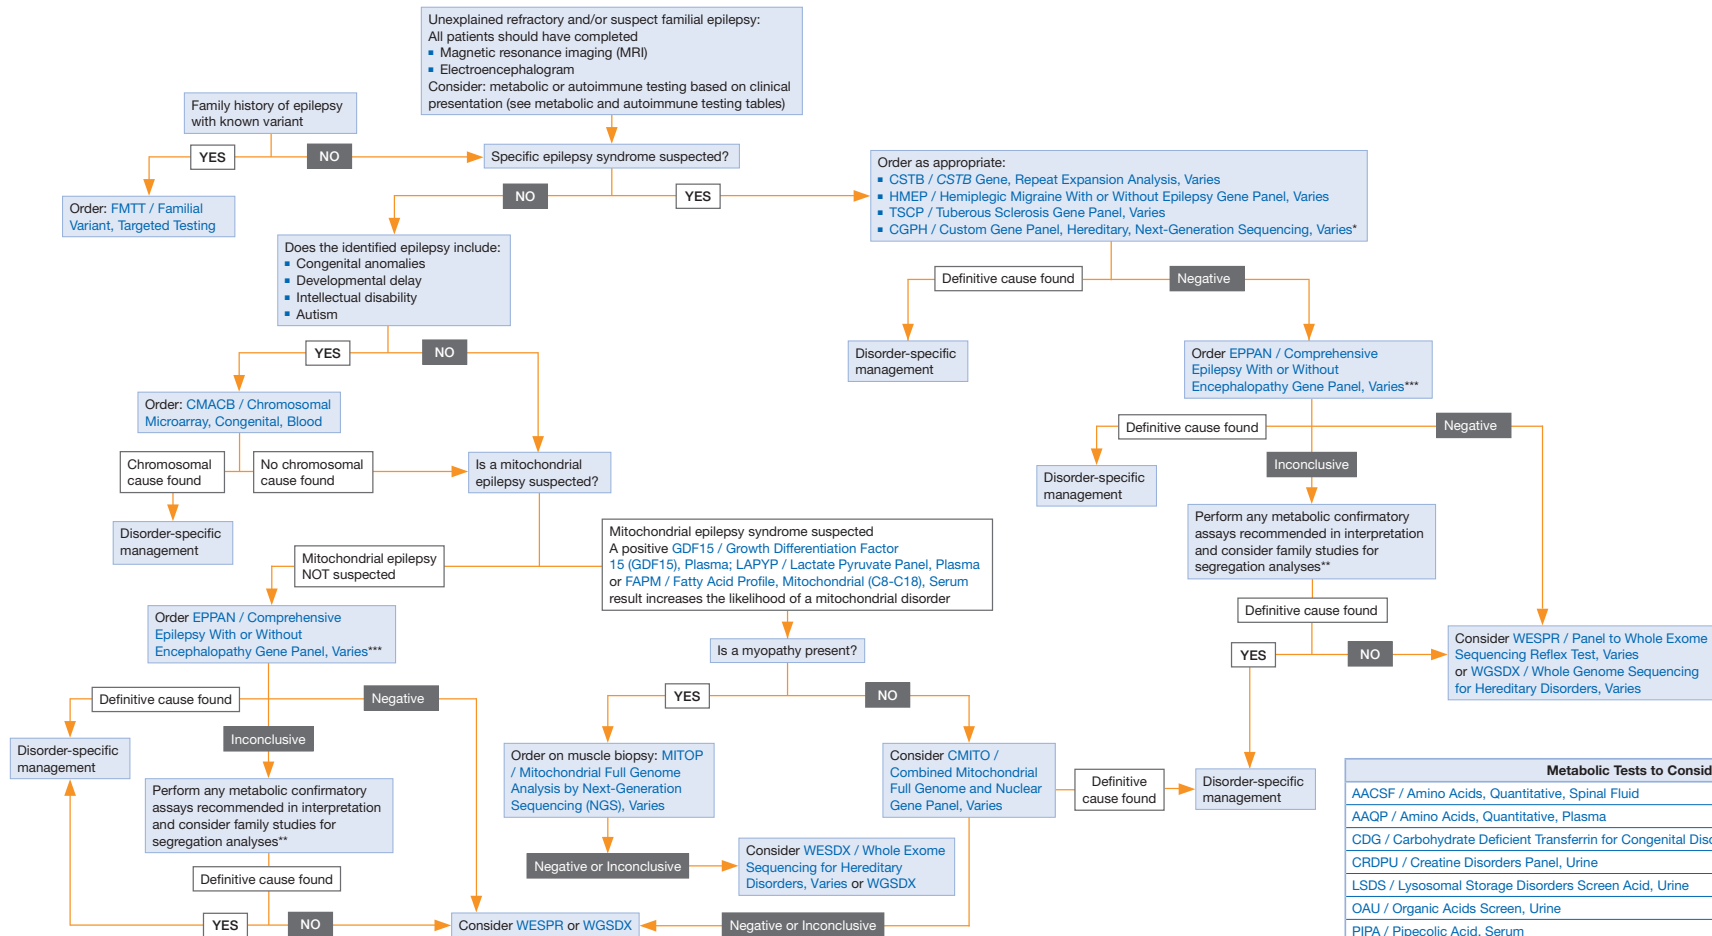 Unexplained refractory and/or suspect familial epilepsy:
All patients should have completed
▪ Magnetic resonance imaging (MRI)
▪ Electroencephalogram
Consider: metabolic or autoimmune testing based on clinical
presentation (see metabolic and autoimmune testing tables)
Family history of epilepsy
with known variant
YES
NO
Specific epilepsy syndrome suspected?
Order: FMTT / Familial
Variant, Targeted Testing
NO
YES
Order as appropriate:
▪ CSTB / CSTB Gene, Repeat Expansion Analysis, Varies
▪ HMEP / Hemiplegic Migraine With or Without Epilepsy Gene Panel, Varies
▪ TSCP / Tuberous Sclerosis Gene Panel, Varies
▪ CGPH / Custom Gene Panel, Hereditary, Next-Generation Sequencing, Varies*
Does the identified epilepsy include:
▪ Congenital anomalies
▪ Developmental delay
▪ Intellectual disability
▪ Autism
Definitive cause found
Negative
YES
NO
Disorder-specific
management
Order EPPAN / Comprehensive
Epilepsy With or Without
Encephalopathy Gene Panel, Varies***
Order: CMACB / Chromosomal
Microarray, Congenital, Blood
Definitive cause found
Negative
Chromosomal
cause found
No chromosomal
cause found
Is a mitochondrial
epilepsy suspected?
Inconclusive
Disorder-specific
management
Disorder-specific
management
Perform any metabolic confirmatory
assays recommended in interpretation
and consider family studies for
segregation analyses**
Mitochondrial epilepsy
NOT suspected
Mitochondrial epilepsy syndrome suspected
A positive GDF15 / Growth Differentiation Factor
15 (GDF15), Plasma; LAPYP / Lactate Pyruvate Panel, Plasma
or FAPM / Fatty Acid Profile, Mitochondrial (C8-C18), Serum
result increases the likelihood of a mitochondrial disorder
Definitive cause found
Order EPPAN / Comprehensive
Epilepsy With or Without
Encephalopathy Gene Panel, Varies***
Is a myopathy present?
YES
NO
Consider WESPR / Panel to Whole Exome
Sequencing Reflex Test, Varies
or WGSDX / Whole Genome Sequencing
for Hereditary Disorders, Varies
Definitive cause found
Negative
YES
NO
Inconclusive
Disorder-specific
management
Order on muscle biopsy: MITOP
/ Mitochondrial Full Genome
Analysis by Next-Generation
Sequencing (NGS), Varies
Consider CMITO /
Combined Mitochondrial
Full Genome and Nuclear
Gene Panel, Varies
Definitive
cause found
Disorder-specific
management
Perform any metabolic confirmatory
assays recommended in interpretation
and consider family studies for
segregation analyses**
Negative or Inconclusive
Consider WESDX / Whole Exome
Sequencing for Hereditary
Disorders, Varies or WGSDX
Definitive cause found
YES
NO
Consider WESPR or WGSDX
Negative or Inconclusive
Metabolic Tests to Consid
AACSF / Amino Acids, Quantitative, Spinal Fluid
AAQP / Amino Acids, Quantitative, Plasma
CDG / Carbohydrate Deficient Transferrin for Congenital Diso
CRDPU / Creatine Disorders Panel, Urine
LSDS / Lysosomal Storage Disorders Screen Acid, Urine
OAU / Organic Acids Screen, Urine
PIPA / Pipecolic Acid, Serum